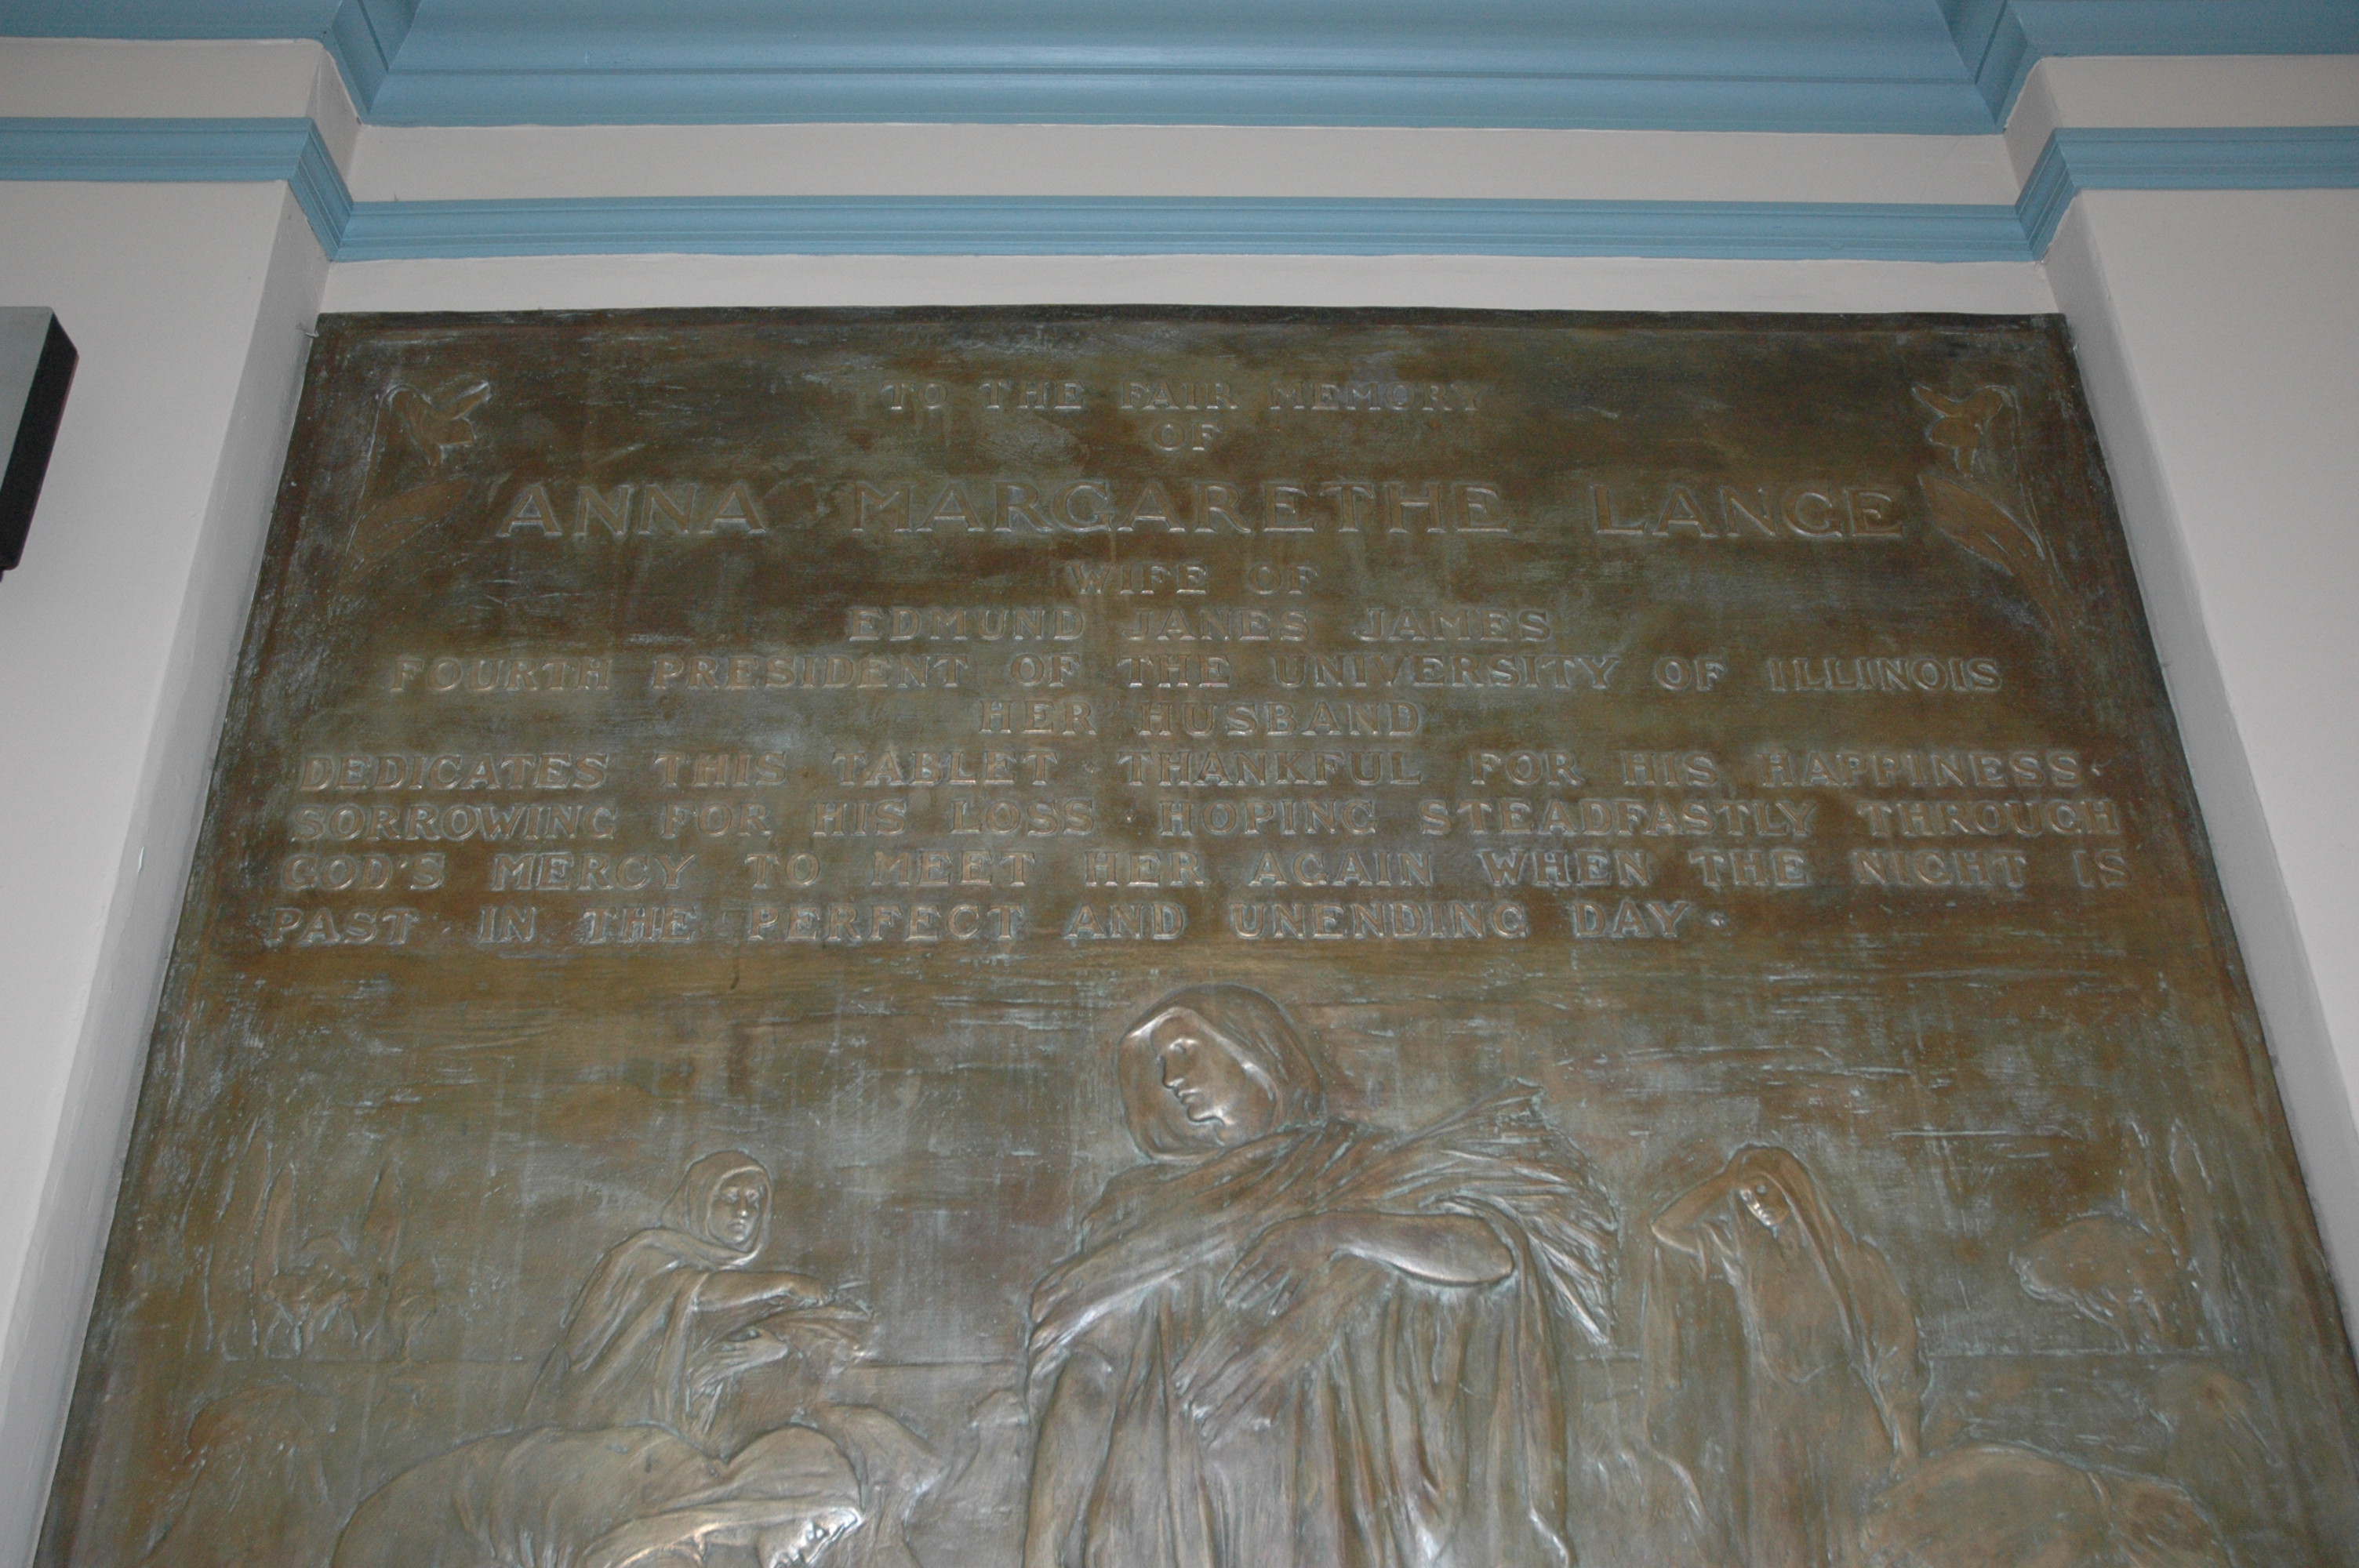 TO THE FAIR MEMORY
OF
ANNA MARGARETHE LANGE
WIFE OF
EDMUND JANES JAMES
FOURTH PRESIDENT OF THE UNIVERSITY OF ILLINOIS
HER HUSBAND
DEDICATES THIS TABLET · THANKFUL FOR HIS HAPPINESS ·
SORROWING FOR HIS LOSS · HOPING STEADFASTLY THROUGH
GOD'S MERCY TO MEET HER AGAIN WHEN THE NIGHT IS
PAST · IN THE PERFECT AND UNENDING DAY ·